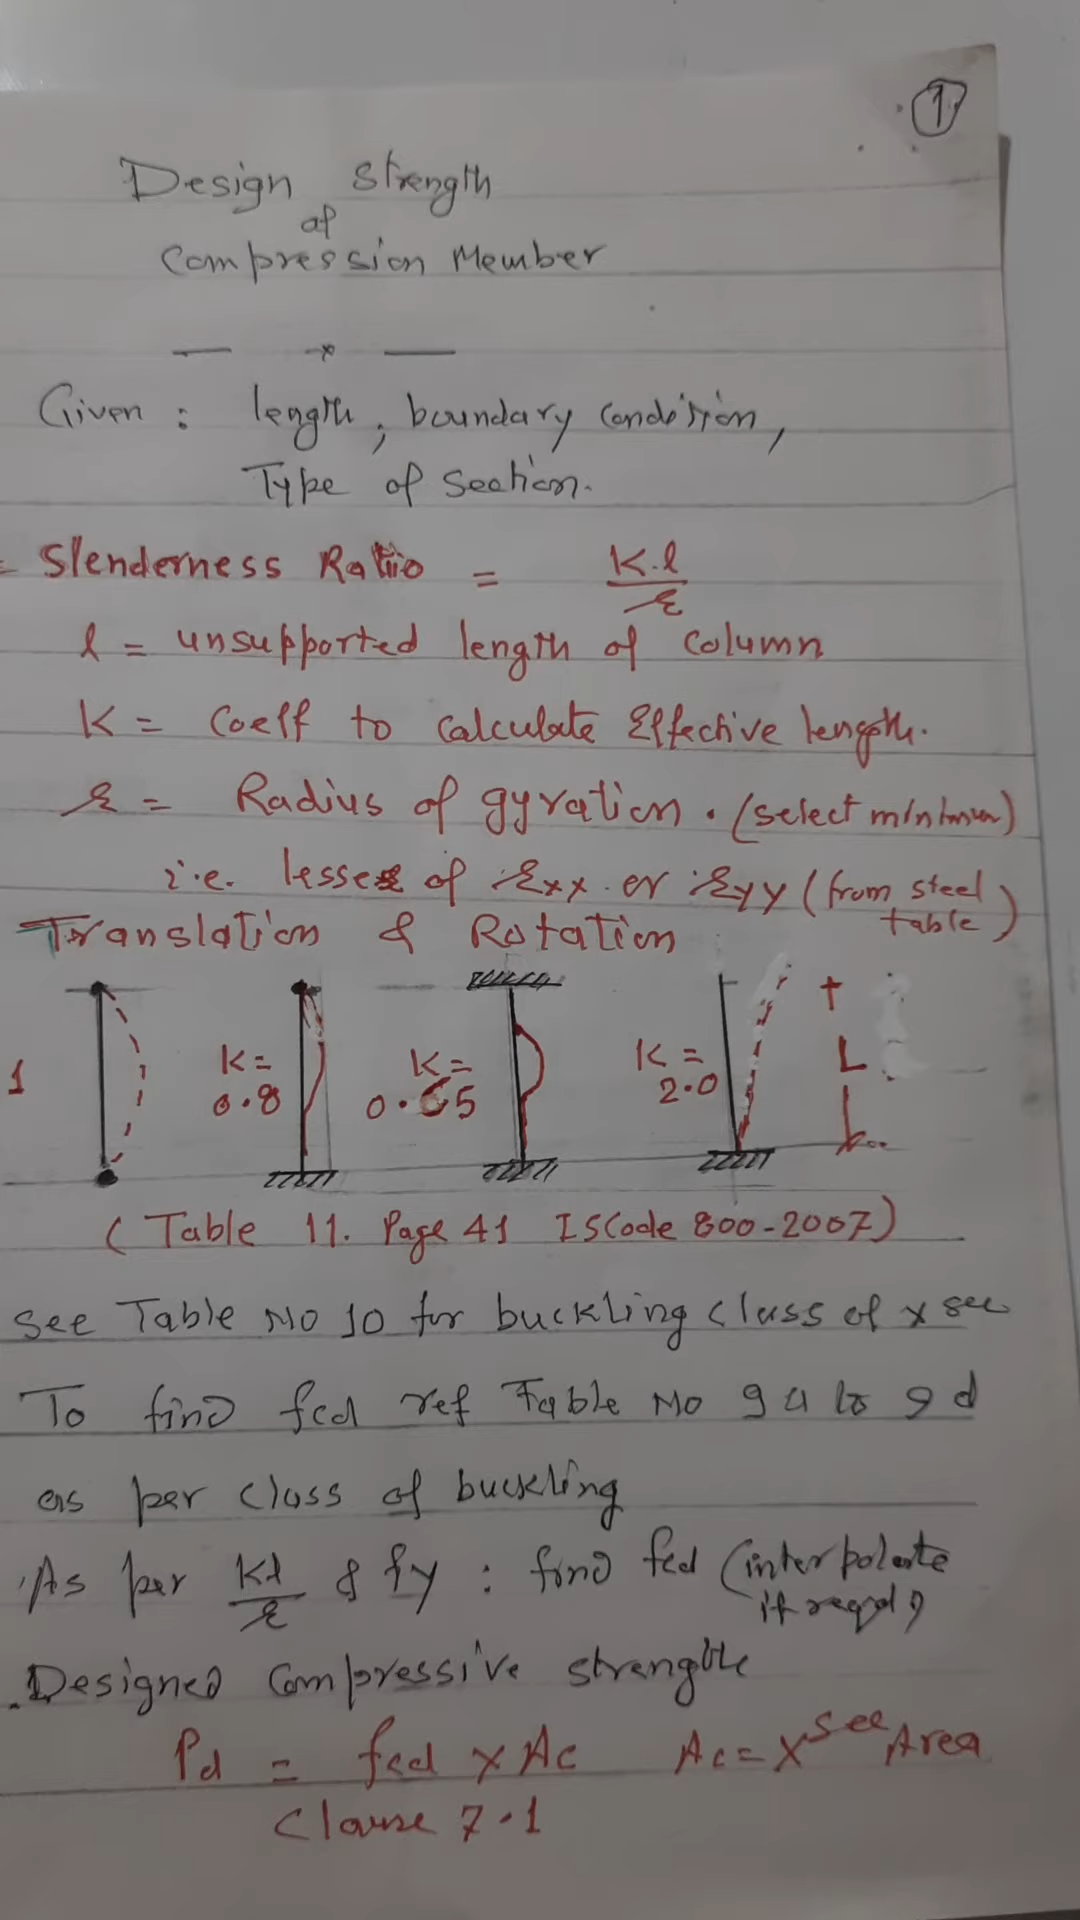 1
Design Strength
of
Compression Member
Given : length, boundary condition,
Type of Section.
Slenderness Ratio = K.l / r
l = unsupported length of column
K = Coeff to calculate Effective length.
r = Radius of gyration. (select minimum)
i.e. lesser of rxx or ryy (from steel table)
Translation & Rotation
1 K= 0.8 K= 0.65 K= 2.0
(Table 11. Page 41 IS Code 800-2007)
See Table No 10 for buckling class of x sec
To find fcd ref Table No 9a to 9d
as per class of buckling
As per Kl/r & fy : find fcd (interpolate if reqd)
Designed Compressive strength
Pd = fcd x Ac Ac = x sec Area
Clause 7.1